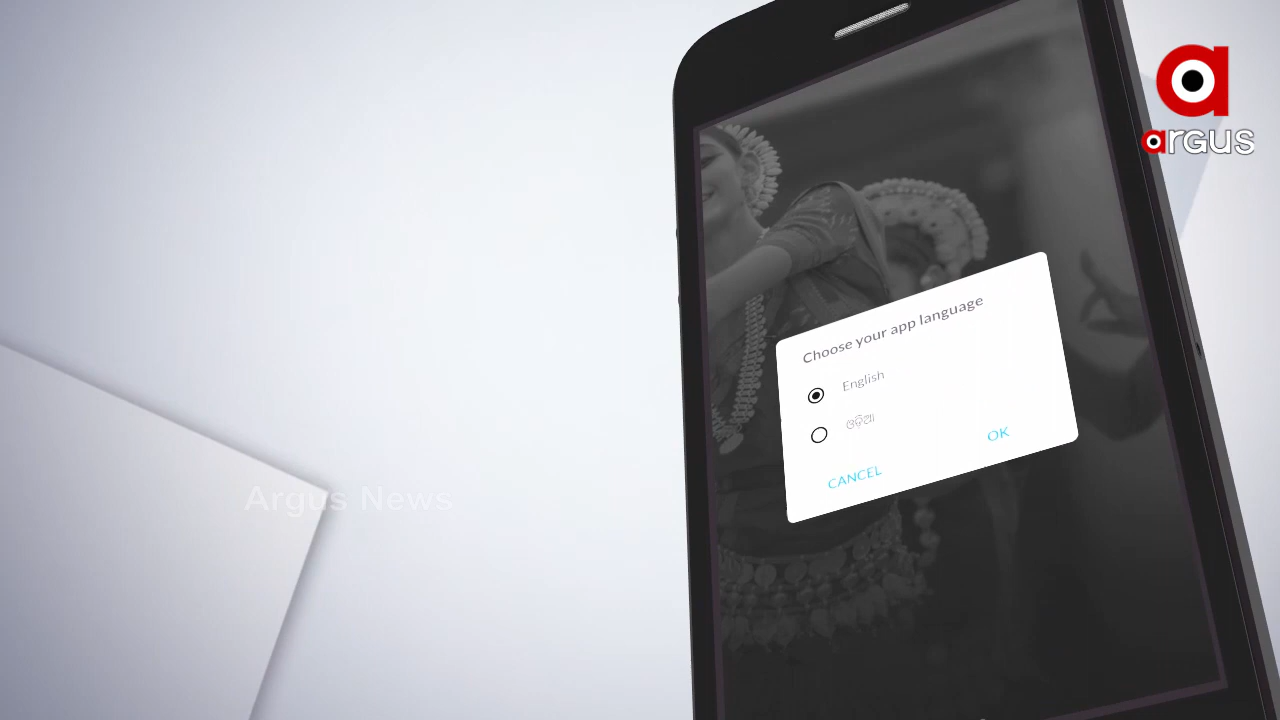 argus
Choose your app language
English
ଓଡ଼ିଆ
OK
CANCEL
Argus News